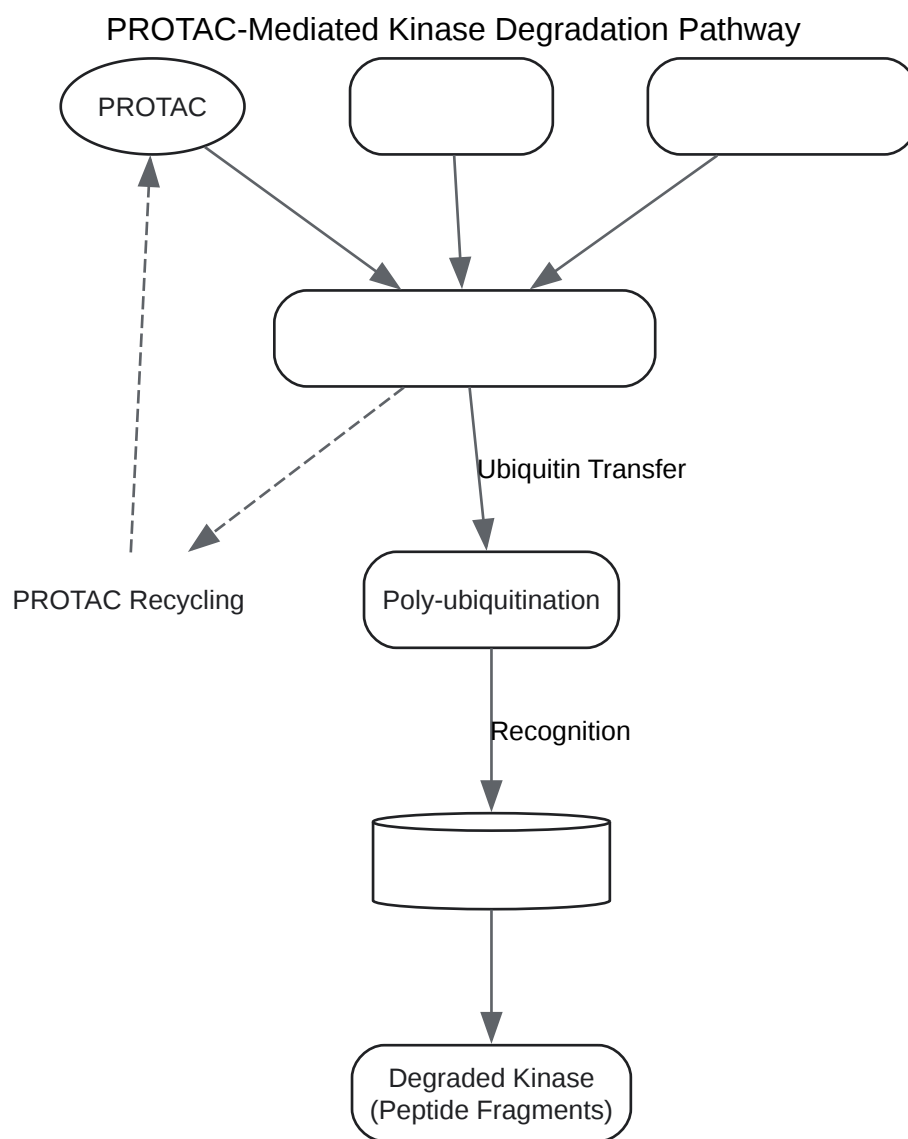 PROTAC-Mediated Kinase Degradation Pathway
PROTAC
Ubiquitin Transfer
PROTAC Recycling
Poly-ubiquitination
Recognition
Degraded Kinase
(Peptide Fragments)